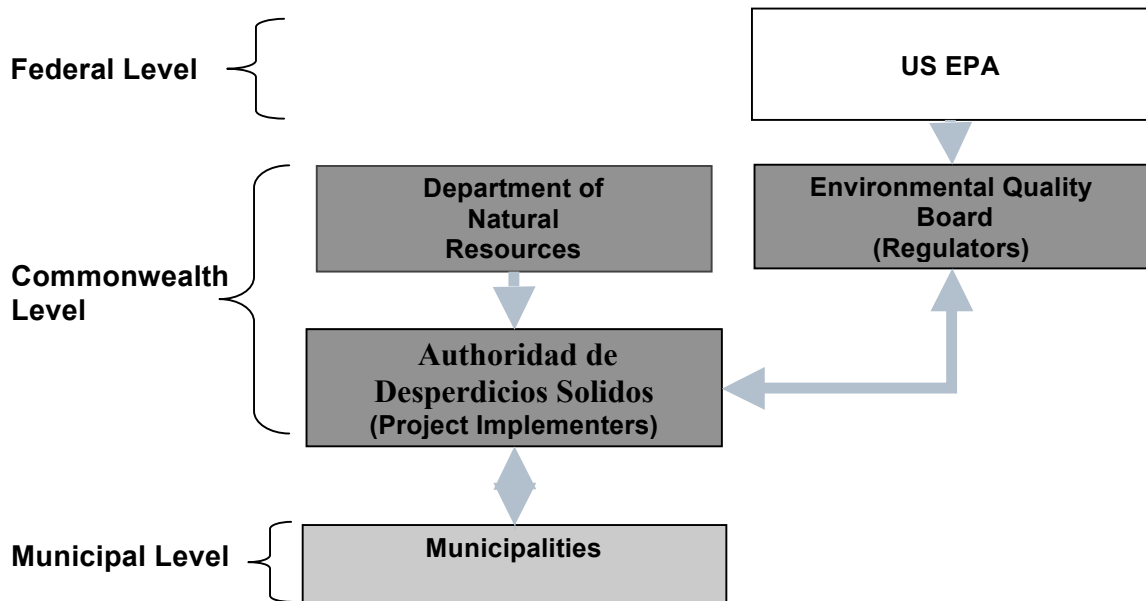 Federal Level
US EPA
Commonwealth
Level
Department of
Natural
Resources
Environmental Quality
Board
(Regulators)
Authoridad de
Desperdicios Solidos
(Project Implementers)
Municipal Level
Municipalities